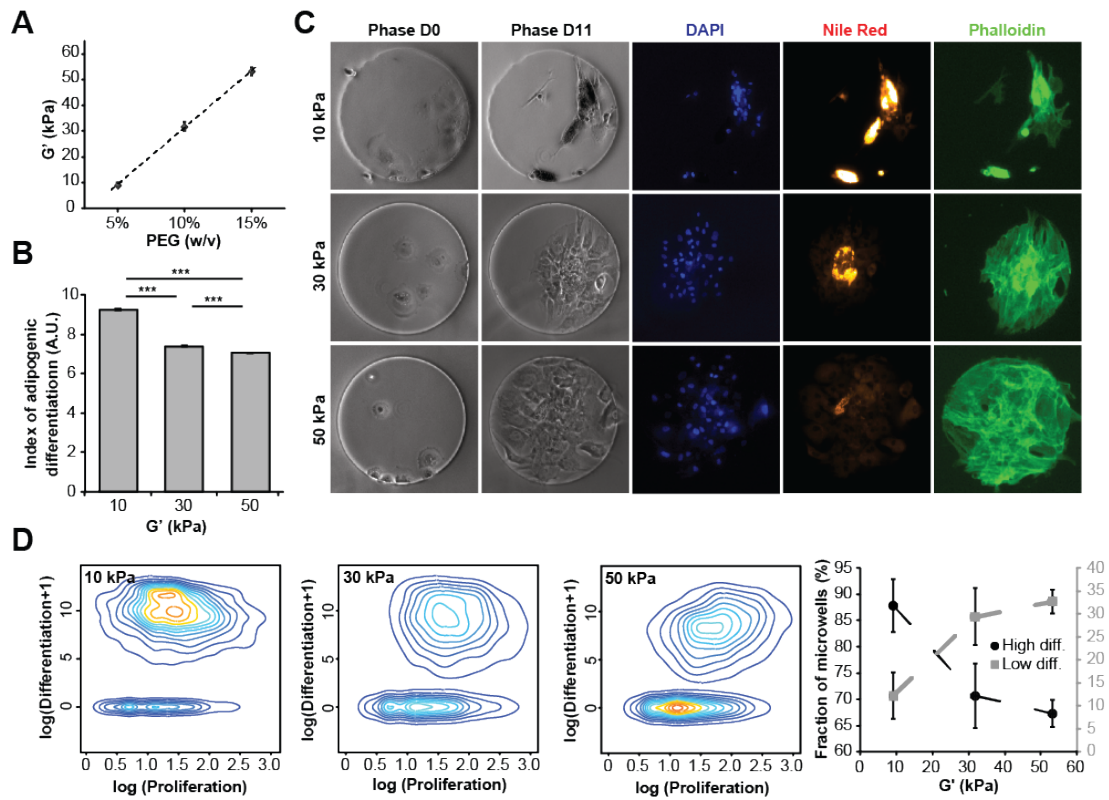 A
G' (kPa)
60
50
40
30
20
10
0
5%
10%
15%
PEG (w/v)
B
***
***
***
Index of adipogenic
differentiationn (A.U.)
10
8
6
4
2
0
10
30
50
G' (kPa)
C
Phase D0
Phase D11
DAPI
Nile Red
Phalloidin
10 kPa
30 kPa
50 kPa
D
10 kPa
log(Differentiation+1)
10
5
0
0
0.5
1.0
1.5
2.0
2.5
3.0
log (Proliferation)
30 kPa
log(Differentiation+1)
10
5
0
0
0.5
1.0
1.5
2.0
2.5
3.0
log (Proliferation)
50 kPa
log(Differentiation+1)
10
5
0
0
0.5
1.0
1.5
2.0
2.5
3.0
log (Proliferation)
Fraction of microwells (%)
95
90
85
80
75
70
65
60
40
35
30
25
20
15
10
5
0
High diff.
Low diff.
0
10
20
30
40
50
60
G' (kPa)